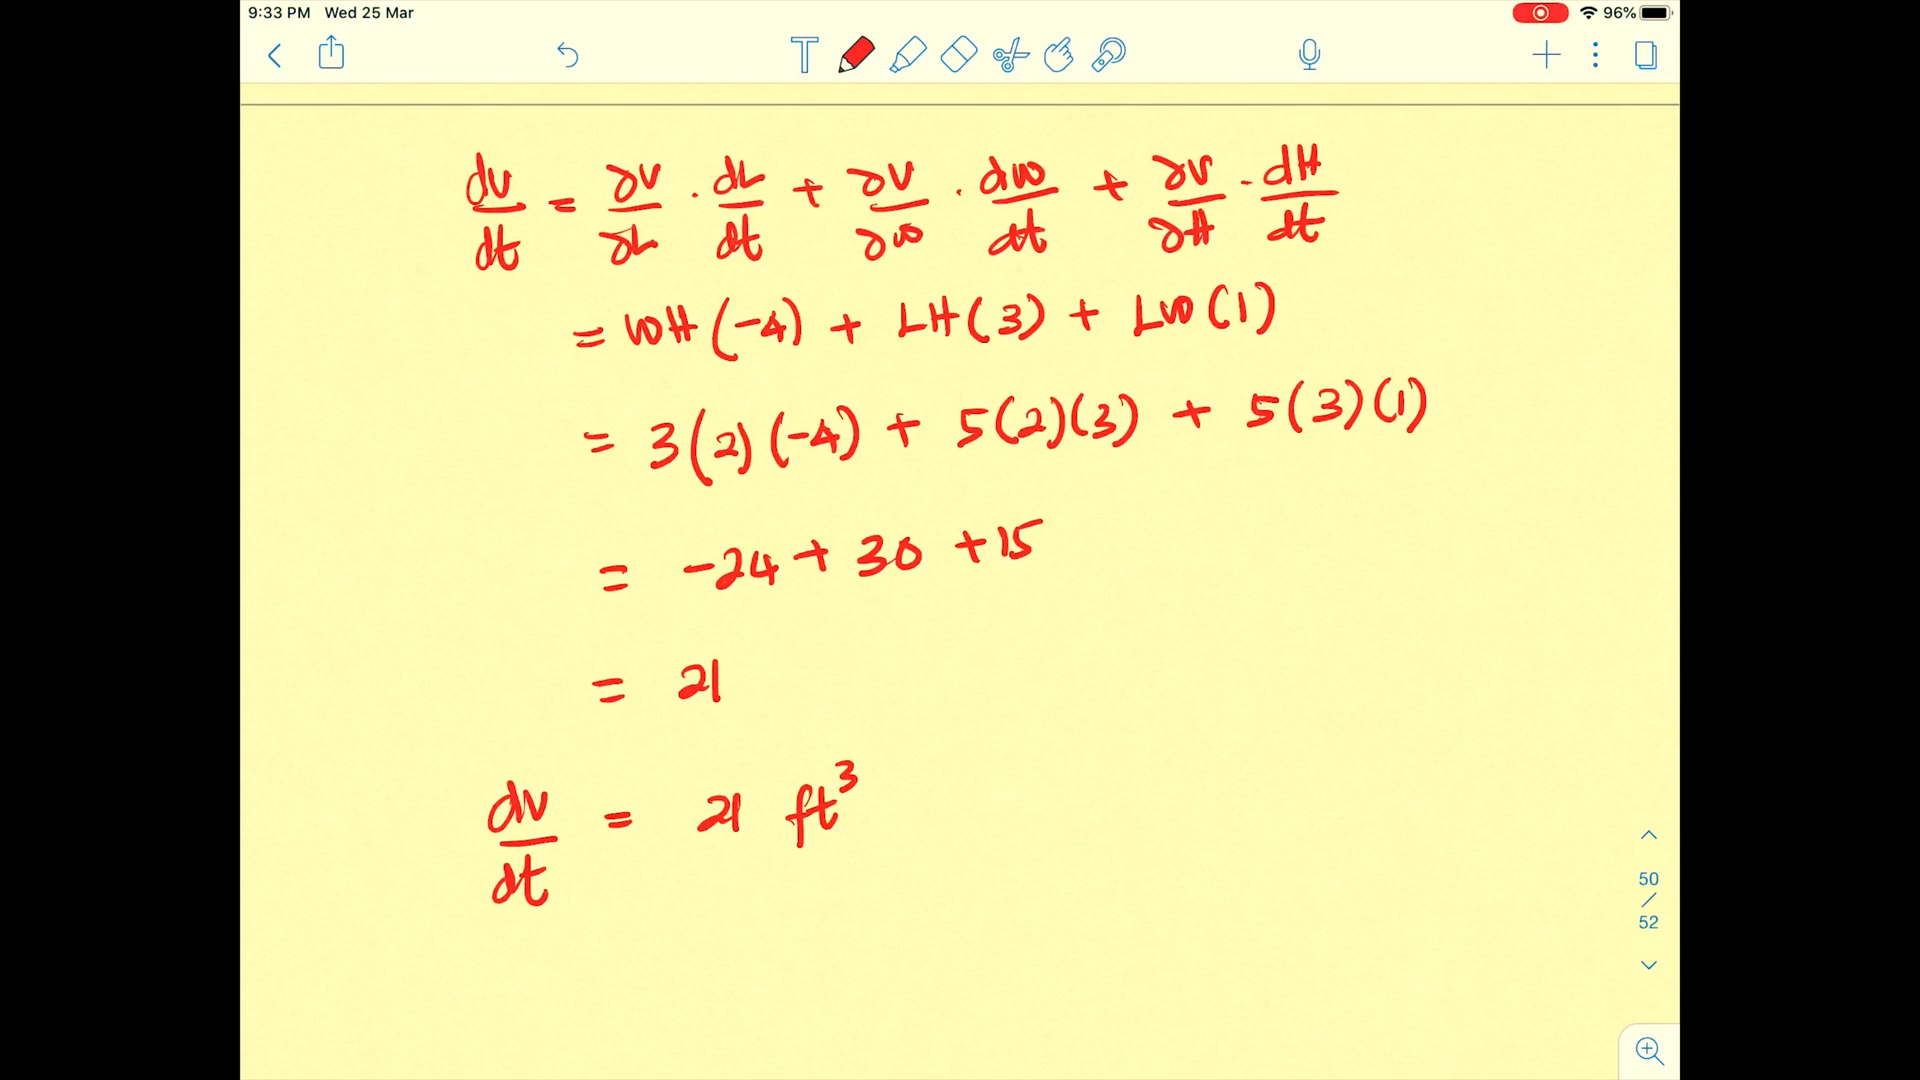 9:33 PM Wed 25 Mar 96%
T
dV/dt = ∂V/∂L · dL/dt + ∂V/∂W · dW/dt + ∂V/∂H · dH/dt
= WH(-4) + LH(3) + LW(1)
= 3(2)(-4) + 5(2)(3) + 5(3)(1)
= -24 + 30 + 15
= 21
dV/dt = 21 ft³
50
/
52